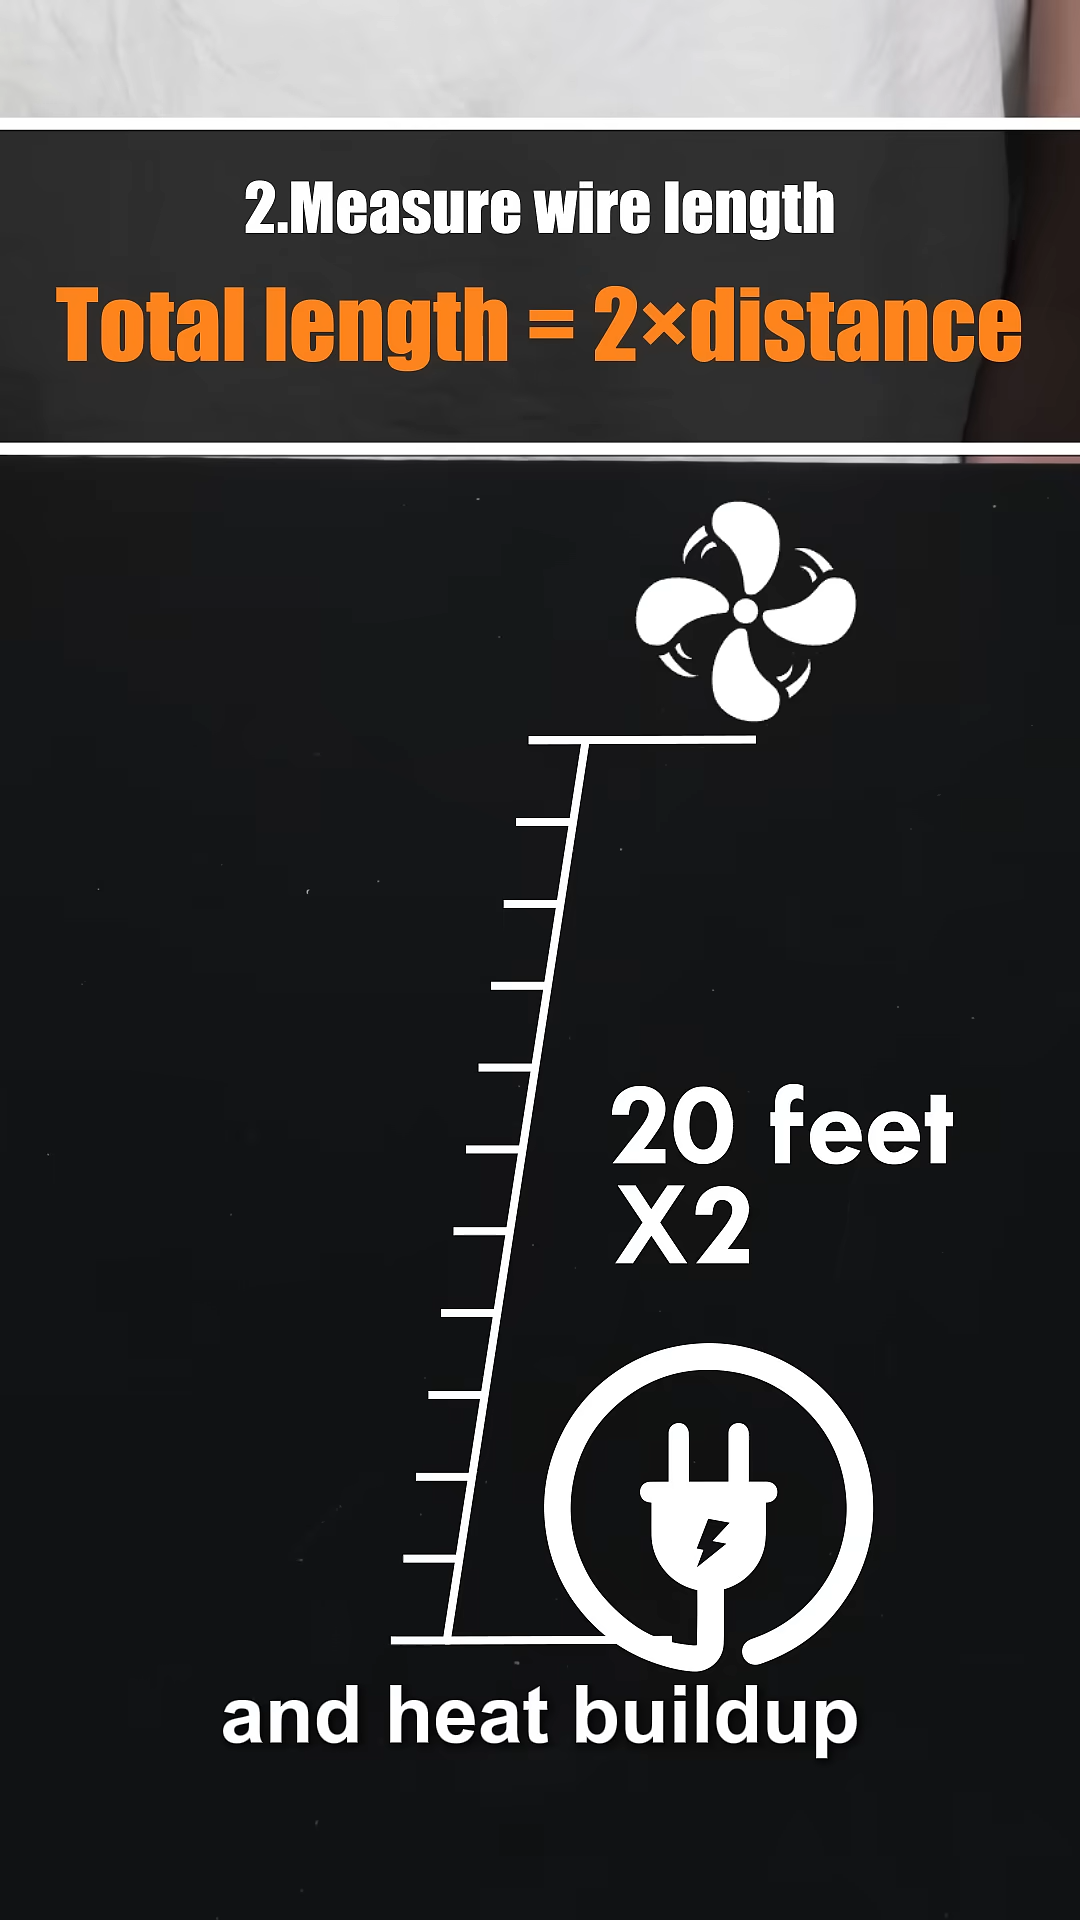 2.Measure wire length
Total length = 2×distance
20 feet
X2
and heat buildup